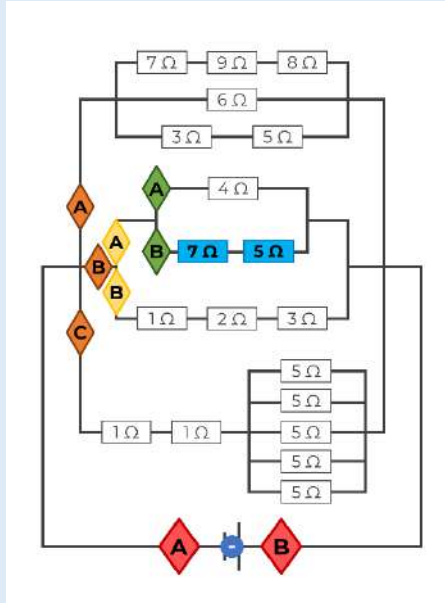 7 Ω 9 Ω 8 Ω
6 Ω
3 Ω 5 Ω
A
4 Ω
A
A
B
7 Ω 5 Ω
B
B
1 Ω 2 Ω 3 Ω
C
5 Ω
5 Ω
1 Ω 1 Ω 5 Ω
5 Ω
5 Ω
A - B